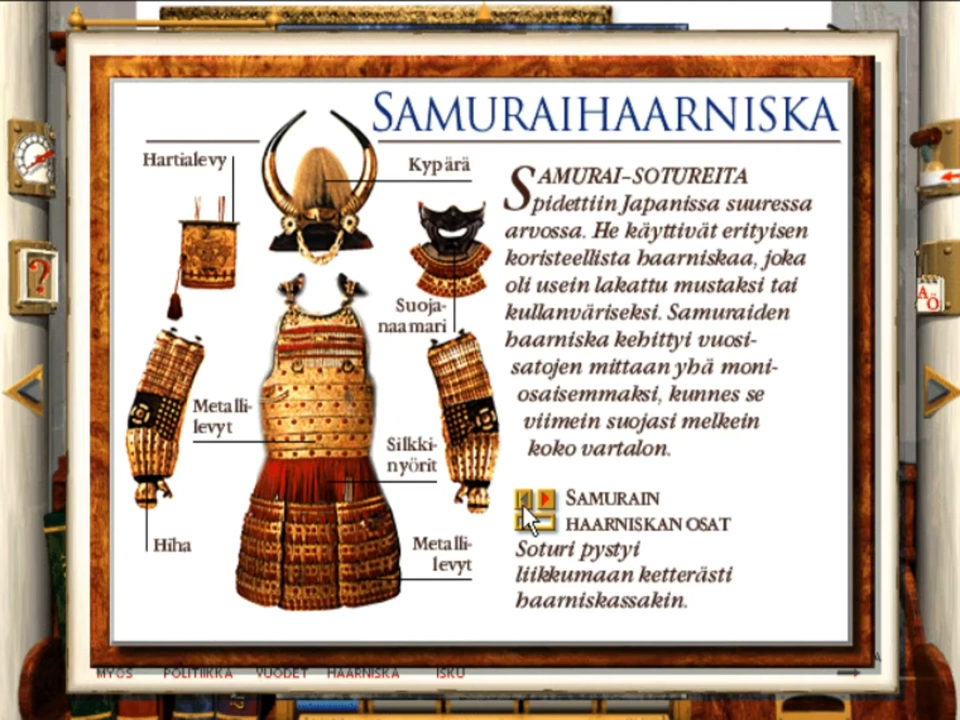 SAMURAIHAARNISKA
Hartialevy
Kypärä
Suoja-
naamari
Metalli-
levyt
Silkki-
nyörit
Hiha
Metalli-
levyt
SAMURAI-SOTUREITA
pidettiin Japanissa suuressa
arvossa. He käyttivät erityisen
koristeellista haarniskaa, joka
oli usein lakattu mustaksi tai
kullanväriseksi. Samuraiden
haarniska kehittyi vuosi-
satojen mittaan yhä moni-
osaisemmaksi, kunnes se
viimein suojasi melkein
koko vartalon.
SAMURAIN
HAARNISKAN OSAT
Soturi pystyi
liikkumaan ketterästi
haarniskassakin.
?
A
Ö
MYÖS POLITIIKKA VUODET HAARNISKA ISKU